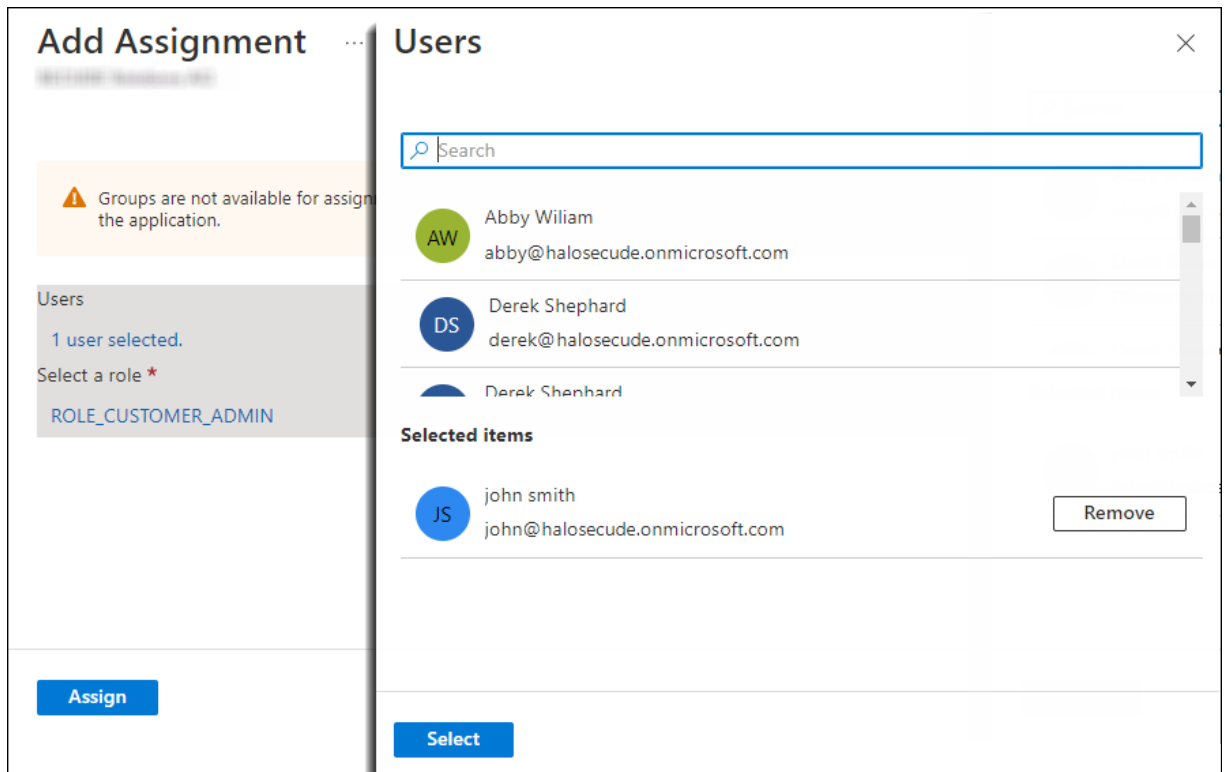 Add Assignment ...
Groups are not available for assign
the application.
Users
1 user selected.
Select a role *
ROLE_CUSTOMER_ADMIN
Assign
Users
Search
AW
Abby Wiliam
abby@halosecude.onmicrosoft.com
DS
Derek Shephard
derek@halosecude.onmicrosoft.com
Derek Shephard
Selected items
JS
john smith
john@halosecude.onmicrosoft.com
Remove
Select